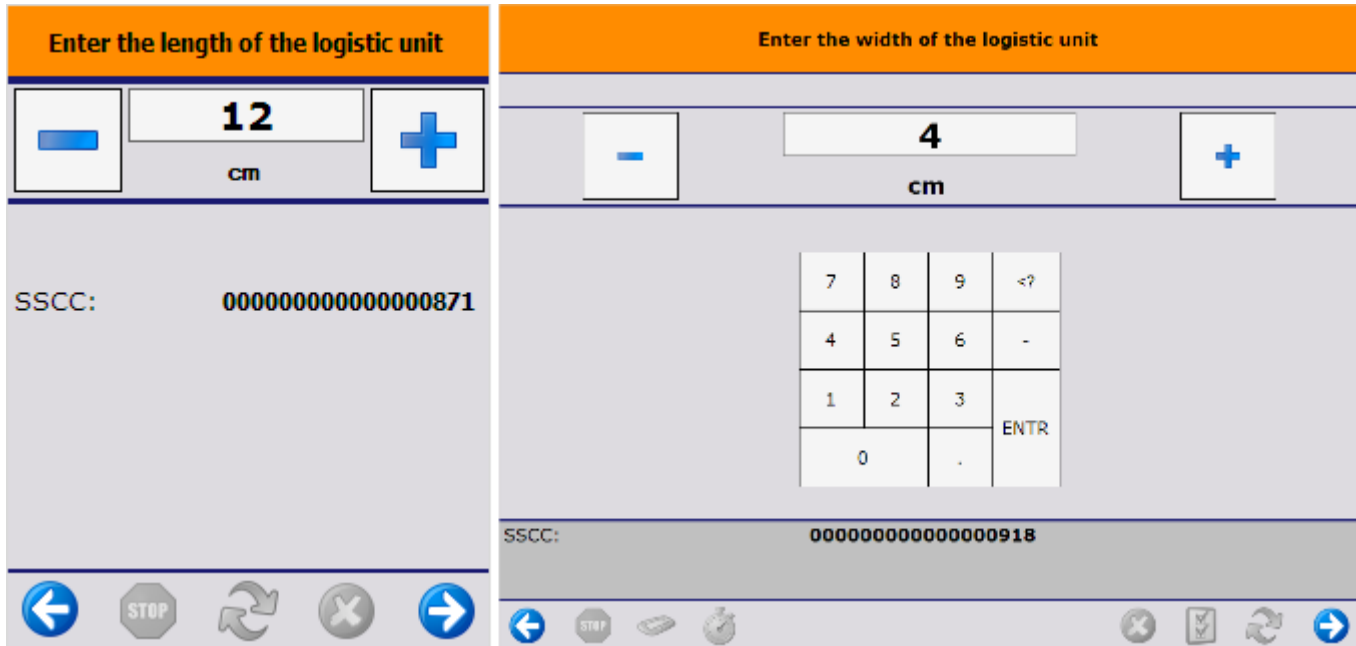 Enter the length of the logistic unit
12
cm
SSCC: 000000000000000871
STOP
Enter the width of the logistic unit
4
cm
7 8 9 <?
4 5 6 -
1 2 3
ENTR
0 .
SSCC: 000000000000000918
STOP